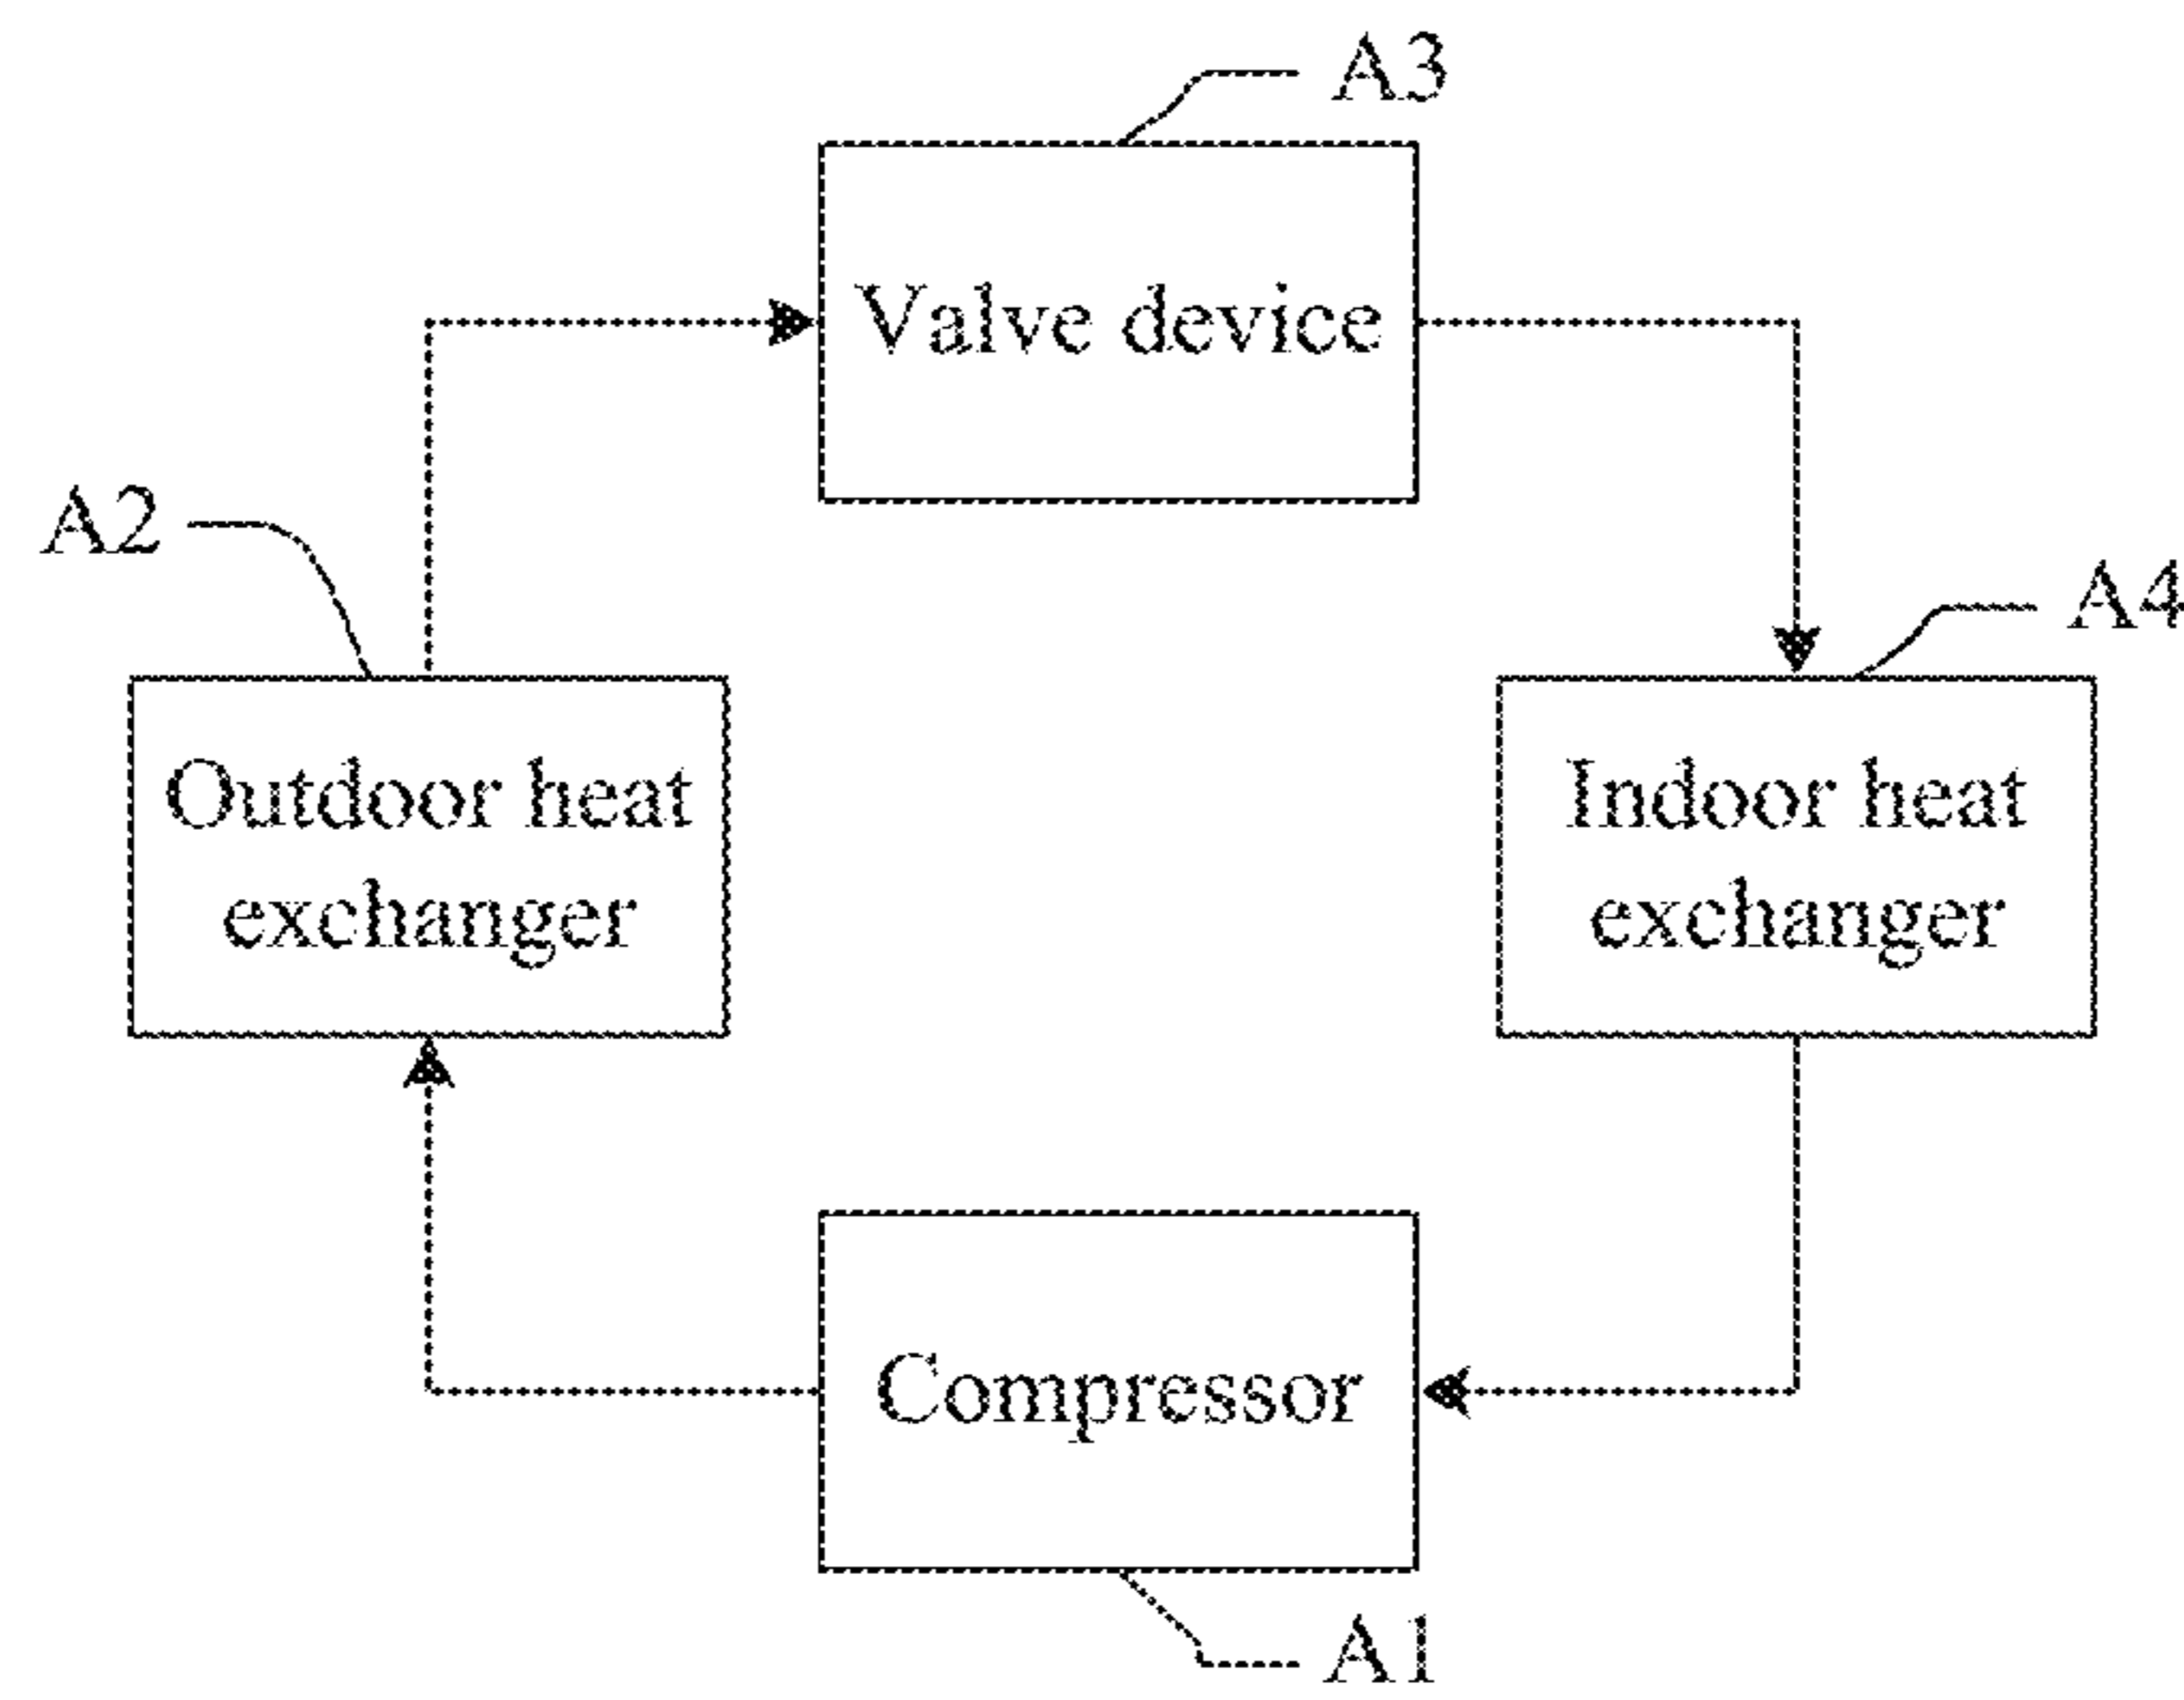 A3
Valve device
A2
A4
Outdoor heat
exchanger
Indoor heat
exchanger
Compressor
A1